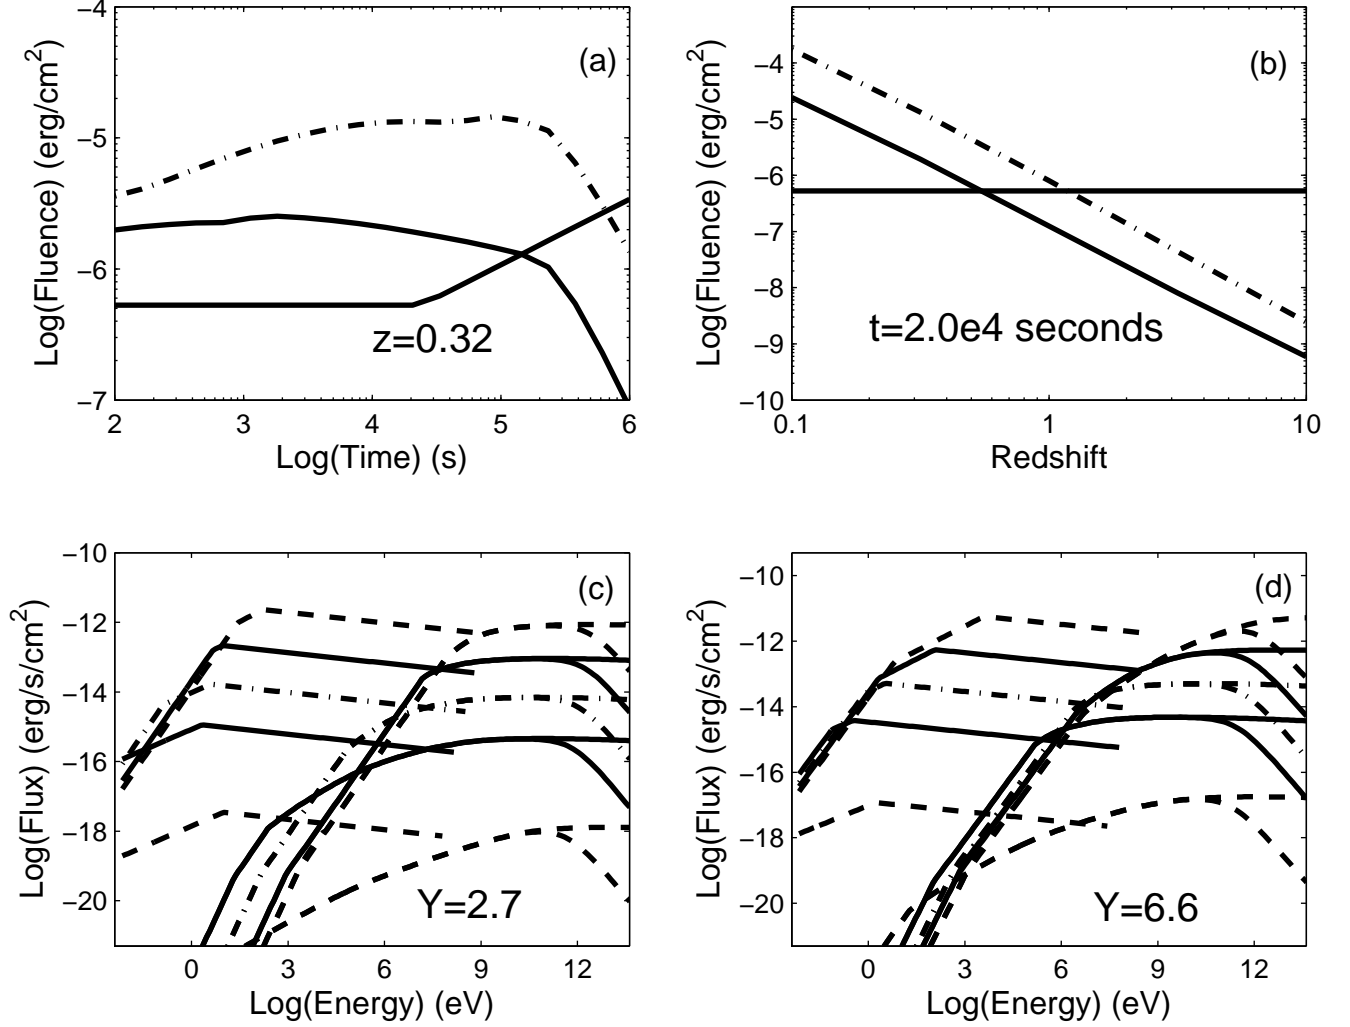 −4
−5
−6
−7
2
3
4
5
6
Log(Fluence) (erg/cm²)
Log(Time) (s)
(a)
z=0.32
−4
−5
−6
−7
−8
−9
−10
0.1
1
10
Log(Fluence) (erg/cm²)
Redshift
(b)
t=2.0e4 seconds
−10
−12
−14
−16
−18
−20
0
3
6
9
12
Log(Flux) (erg/s/cm²)
Log(Energy) (eV)
(c)
Y=2.7
−10
−12
−14
−16
−18
−20
0
3
6
9
12
Log(Flux) (erg/s/cm²)
Log(Energy) (eV)
(d)
Y=6.6